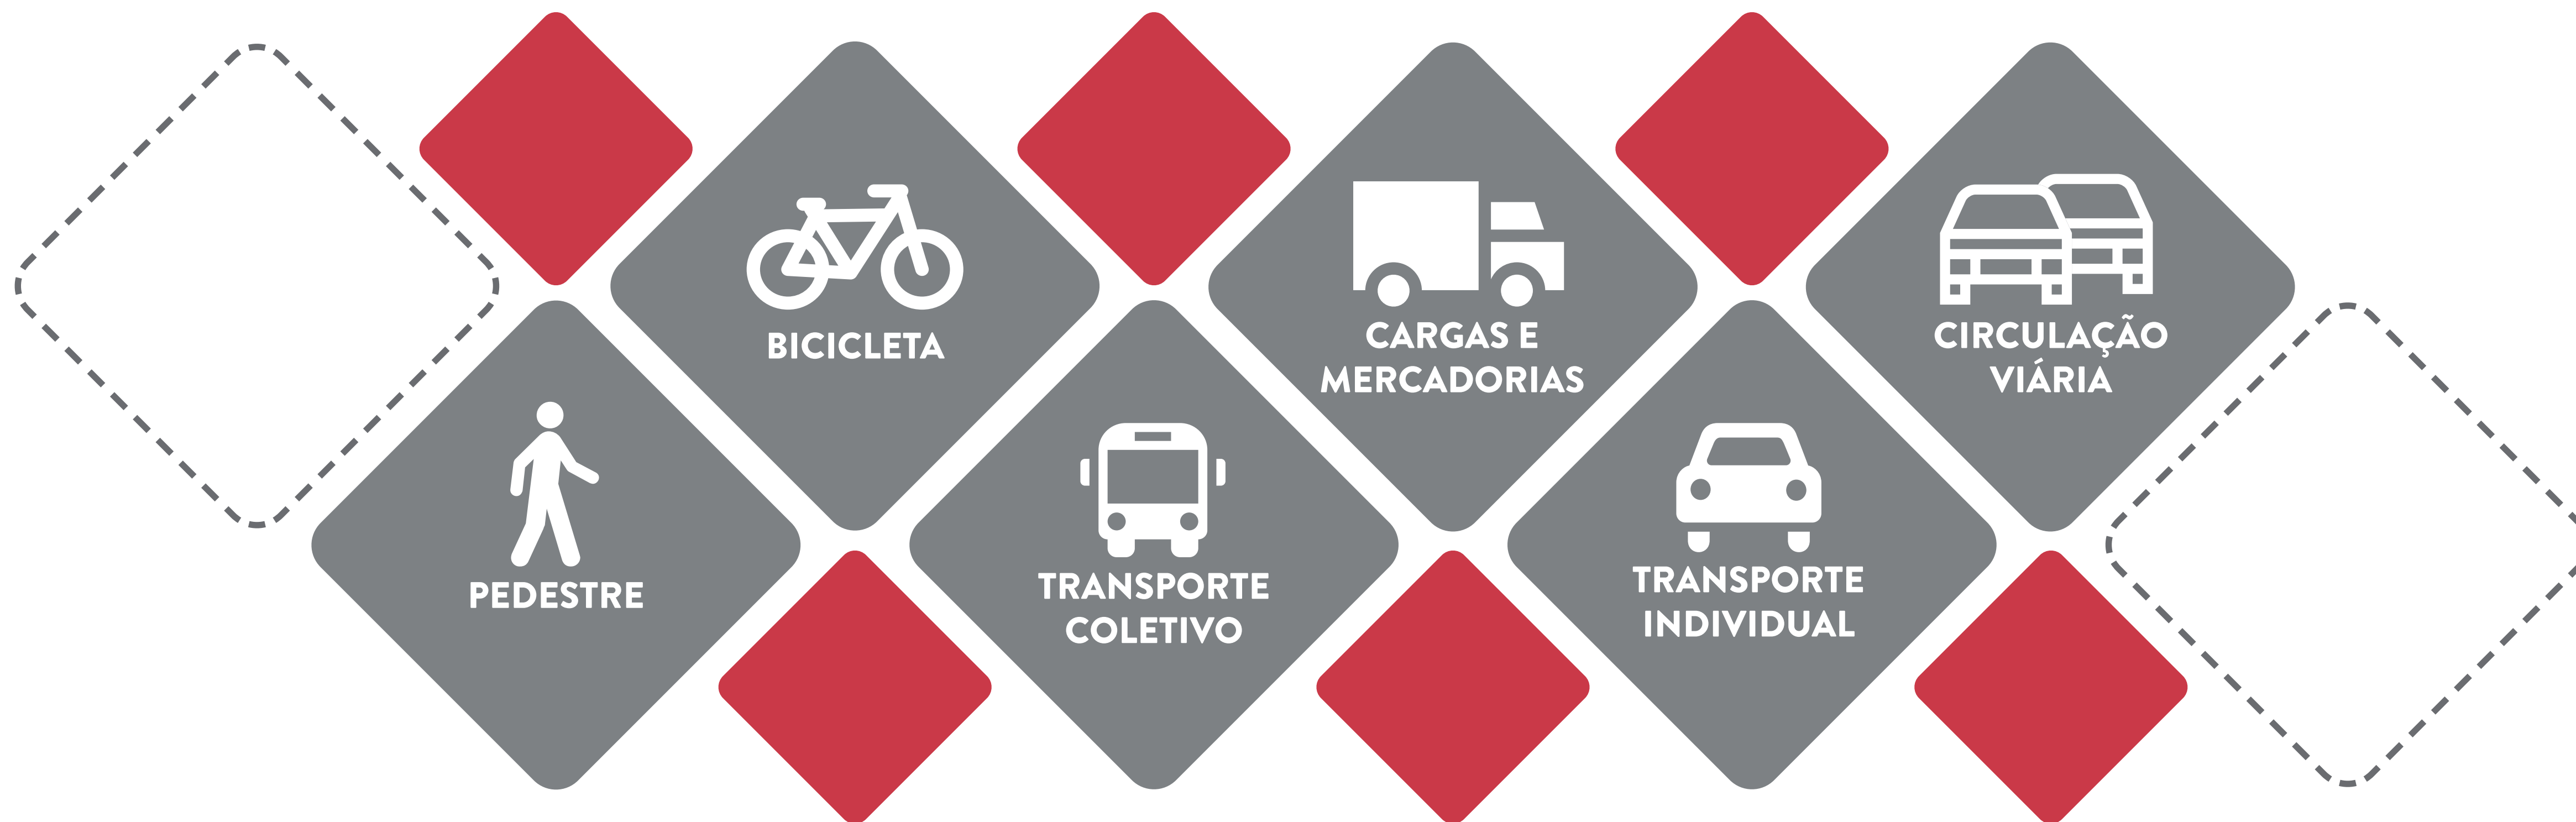 BICICLETA
CARGAS E
MERCADORIAS
CIRCULAÇÃO
VIÁRIA
PEDESTRE
TRANSPORTE
COLETIVO
TRANSPORTE
INDIVIDUAL